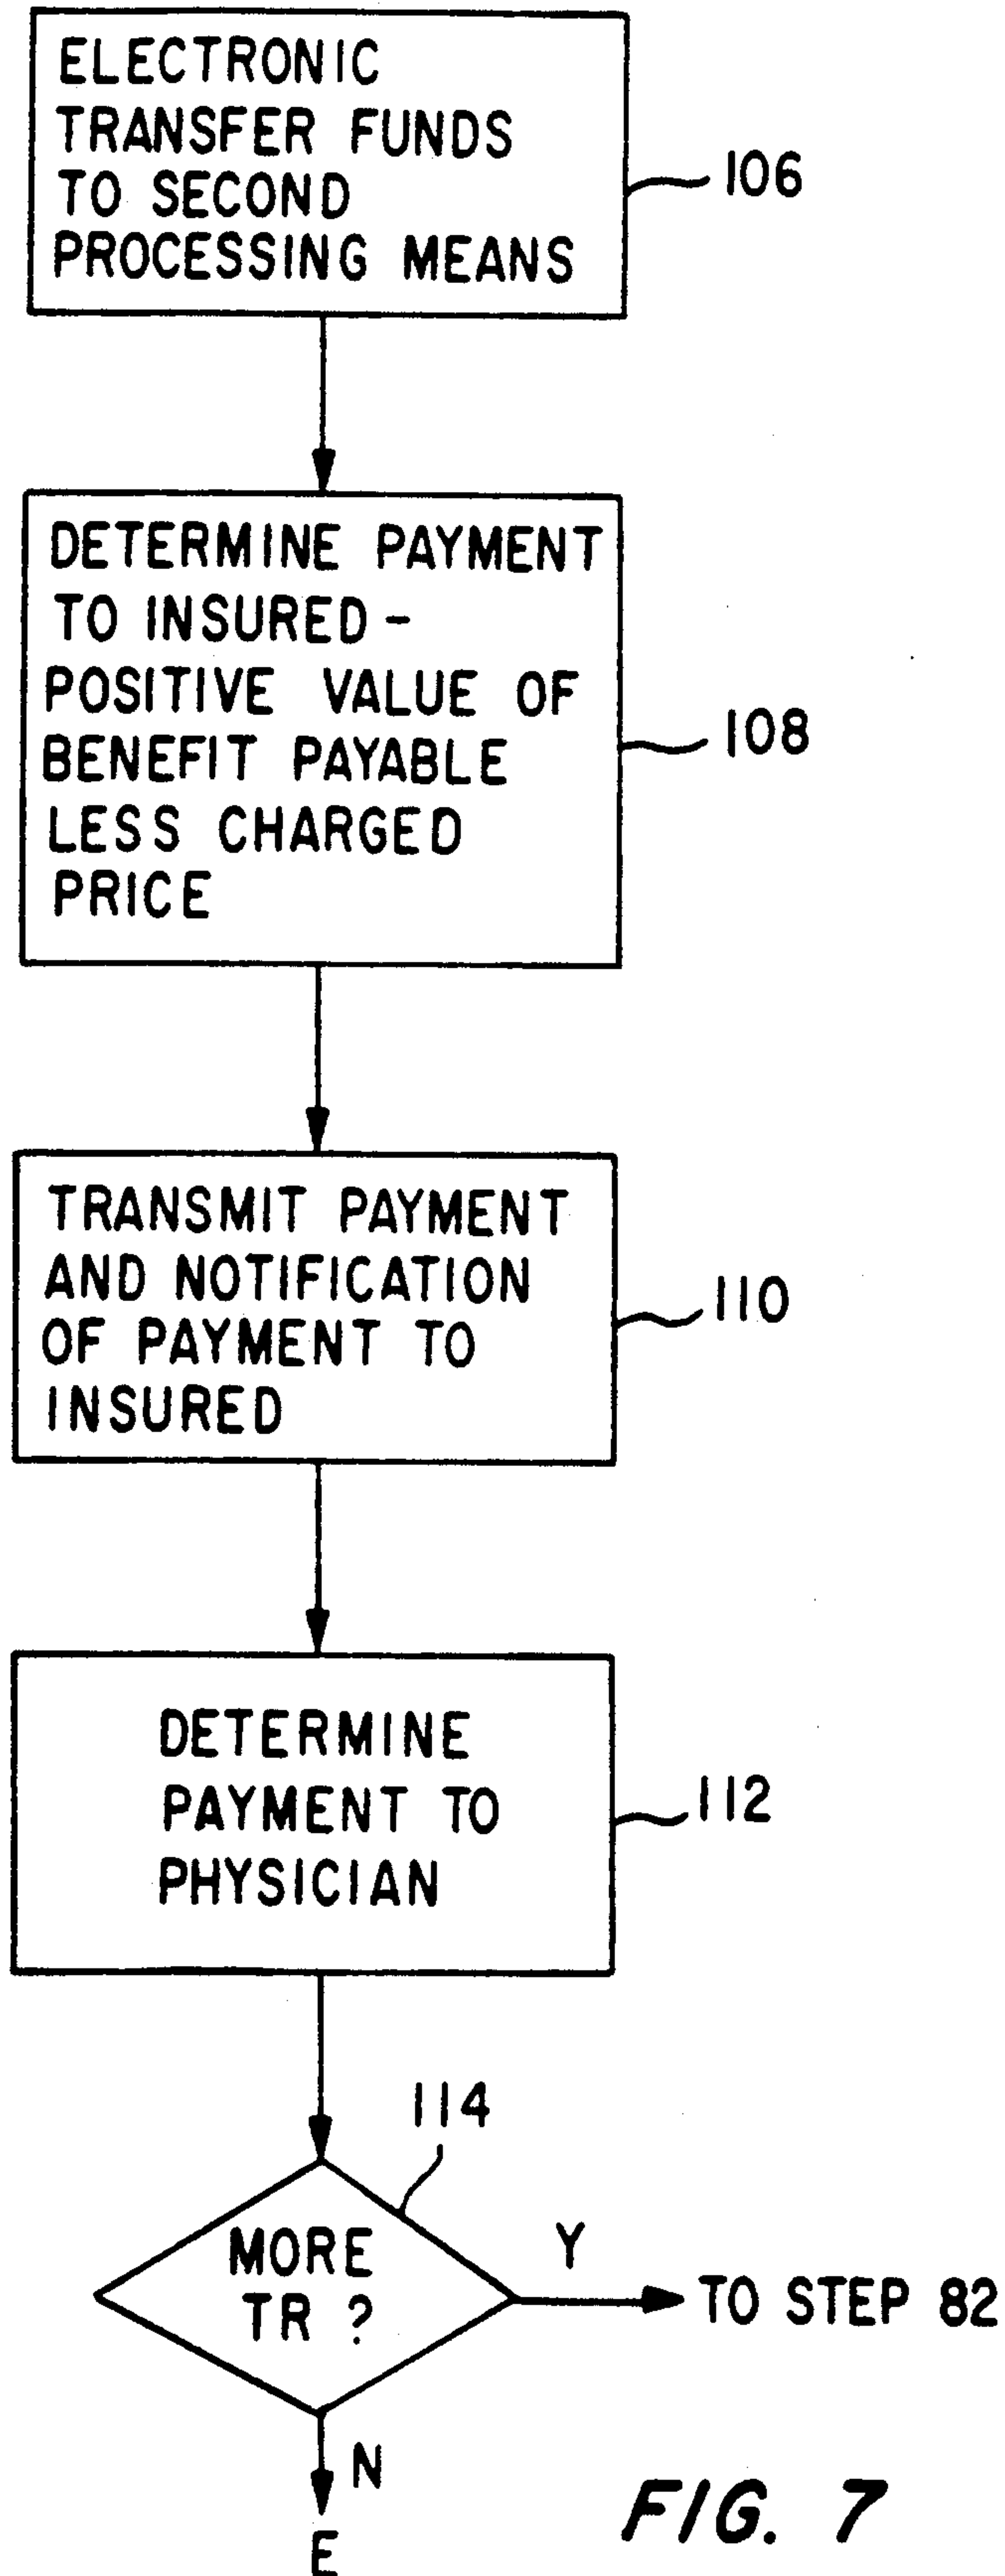 ELECTRONIC
TRANSFER FUNDS
TO SECOND
PROCESSING MEANS
106
DETERMINE PAYMENT
TO INSURED -
POSITIVE VALUE OF
BENEFIT PAYABLE
LESS CHARGED
PRICE
108
TRANSMIT PAYMENT
AND NOTIFICATION
OF PAYMENT TO
INSURED
110
DETERMINE
PAYMENT TO
PHYSICIAN
112
114
MORE
TR ?
Y
TO STEP 82
N
E
FIG. 7